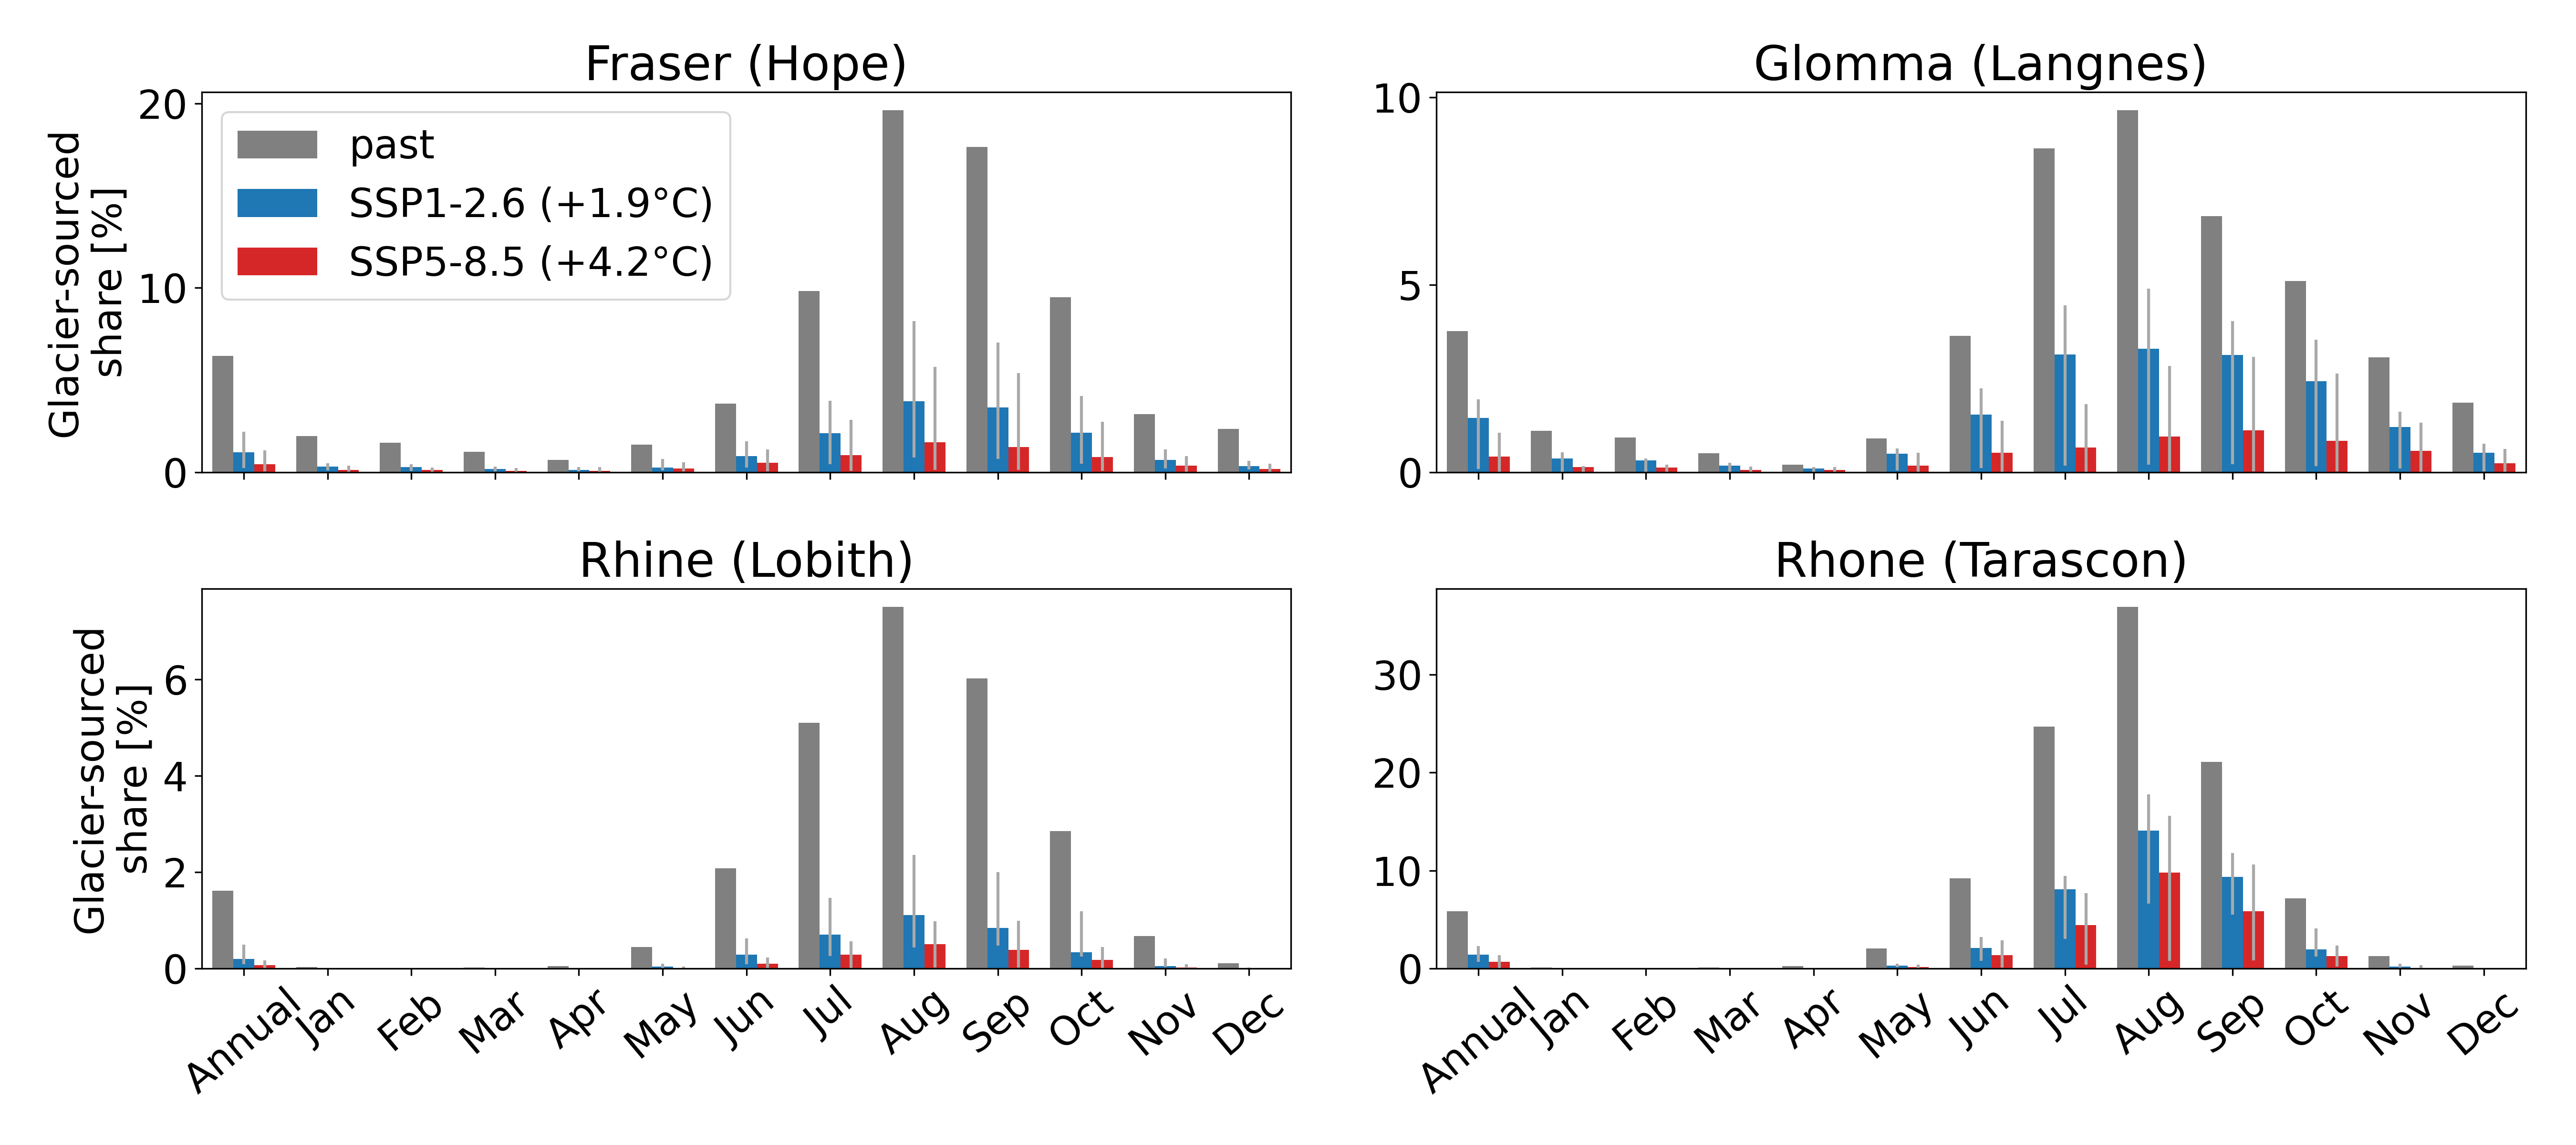 Fraser (Hope)
Glacier-sourced
share [%]
20
10
0
past
SSP1-2.6 (+1.9°C)
SSP5-8.5 (+4.2°C)
Glomma (Langnes)
10
5
0
Rhine (Lobith)
Glacier-sourced
share [%]
6
4
2
0
Annual Jan Feb Mar Apr May Jun Jul Aug Sep Oct Nov Dec
Rhone (Tarascon)
30
20
10
0
Annual Jan Feb Mar Apr May Jun Jul Aug Sep Oct Nov Dec